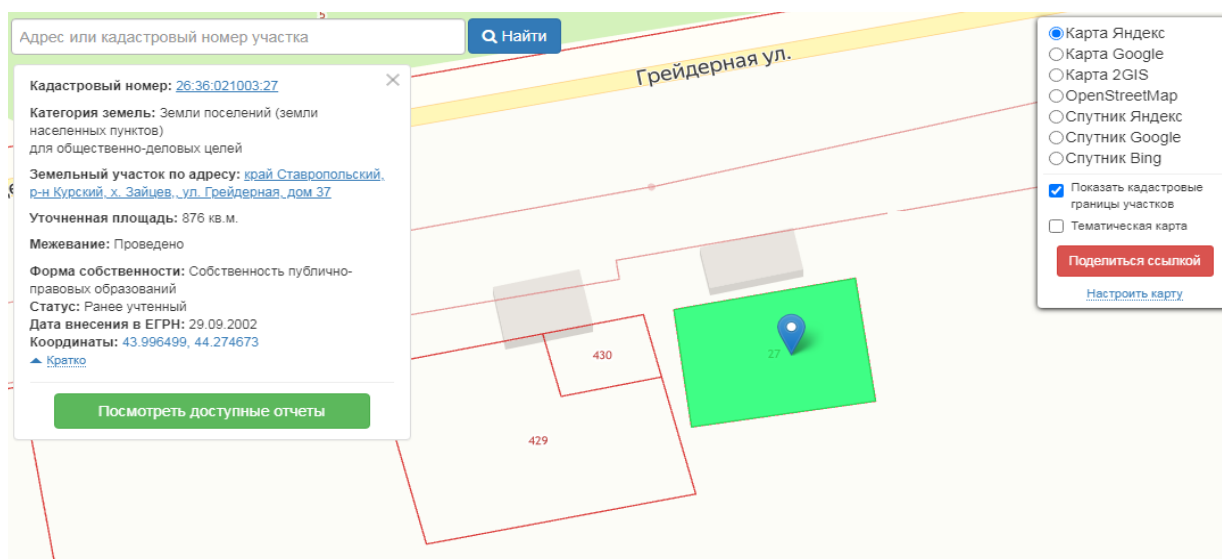 5
Адрес или кадастровый номер участка
Найти
Кадастровый номер: 26:36:021003:27
Категория земель: Земли поселений (земли
населенных пунктов)
для общественно-деловых целей
Земельный участок по адресу: край Ставропольский,
р-н Курский, х. Зайцев,, ул. Грейдерная, дом 37
Уточненная площадь: 876 кв.м.
Межевание: Проведено
Форма собственности: Собственность публично-
правовых образований
Статус: Ранее учтенный
Дата внесения в ЕГРН: 29.09.2002
Координаты: 43.996499, 44.274673
Кратко
Посмотреть доступные отчеты
Грейдерная ул.
430
27
429
Карта Яндекс
Карта Google
Карта 2GIS
OpenStreetMap
Спутник Яндекс
Спутник Google
Спутник Bing
Показать кадастровые
границы участков
Тематическая карта
Поделиться ссылкой
Настроить карту